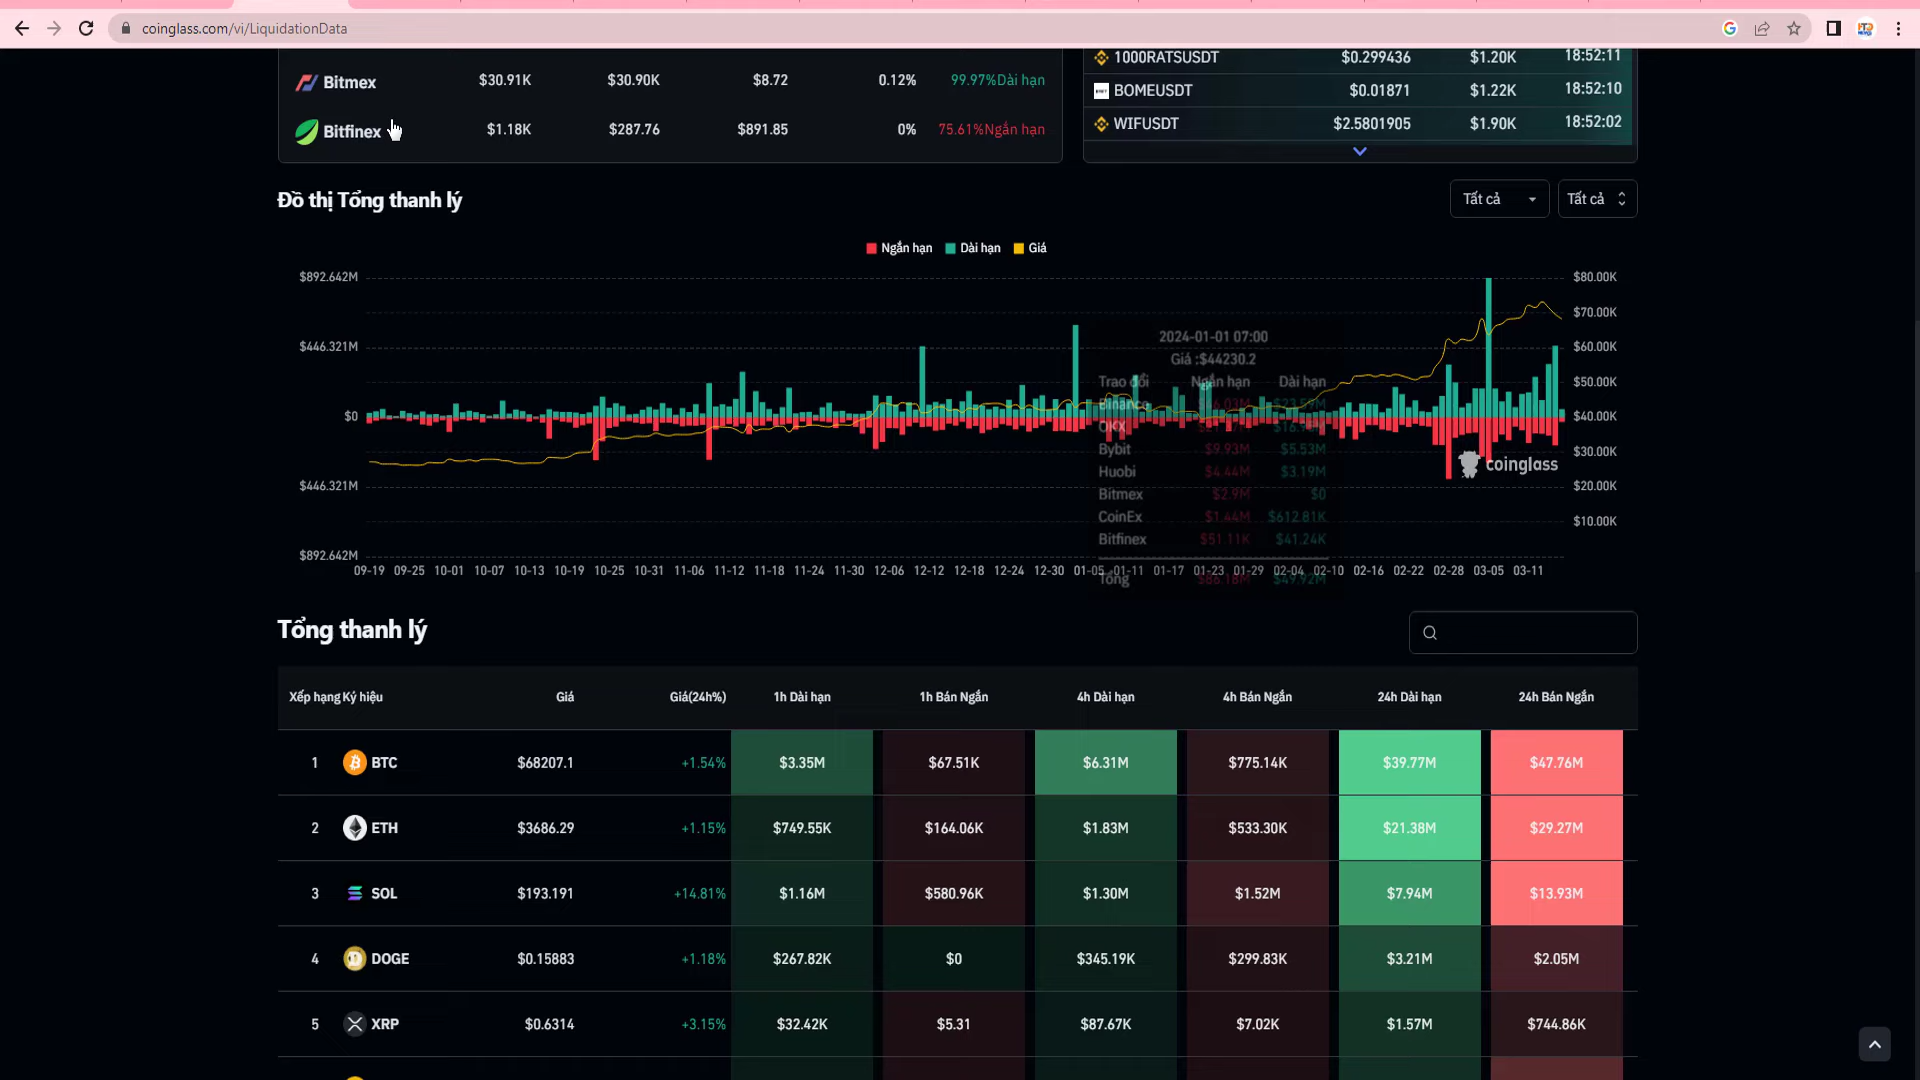 coinglass.com/vi/LiquidationData
Bitmex $30.91K $30.90K $8.72 0.12% 99.97%Dài hạn
Bitfinex $1.18K $287.76 $891.85 0% 75.61%Ngắn hạn
1000RATSUSDT $0.299436 $1.20K 18:52:11
BOMEUSDT $0.01871 $1.22K 18:52:10
WIFUSDT $2.5801905 $1.90K 18:52:02
Đồ thị Tổng thanh lý
Tất cả Tất cả
Ngắn hạn Dài hạn Giá
$892.642M $80.00K
$70.00K
$446.321M $60.00K
$50.00K
$0 $40.00K
$30.00K
$446.321M $20.00K
$10.00K
$892.642M
2024-01-01 07:00
Giá :$44230.2
Trao đổi Ngắn hạn Dài hạn
Binance
OKX
Bybit $9.93M $5.53M
Huobi $4.44M $3.19M
Bitmex $2.9M $0
CoinEx $1.44M $612.81K
Bitfinex $51.11K $41.24K
Tổng $86.18M $49.92M
coinglass
09-19 09-25 10-01 10-07 10-13 10-19 10-25 10-31 11-06 11-12 11-18 11-24 11-30 12-06 12-12 12-18 12-24 12-30 01-05 01-11 01-17 01-23 01-29 02-04 02-10 02-16 02-22 02-28 03-05 03-11
Tổng thanh lý
Xếp hạng Ký hiệu Giá Giá(24h%) 1h Dài hạn 1h Bán Ngắn 4h Dài hạn 4h Bán Ngắn 24h Dài hạn 24h Bán Ngắn
1 BTC $68207.1 +1.54% $3.35M $67.51K $6.31M $775.14K $39.77M $47.76M
2 ETH $3686.29 +1.15% $749.55K $164.06K $1.83M $533.30K $21.38M $29.27M
3 SOL $193.191 +14.81% $1.16M $580.96K $1.30M $1.52M $7.94M $13.93M
4 DOGE $0.15883 +1.18% $267.82K $0 $345.19K $299.83K $3.21M $2.05M
5 XRP $0.6314 +3.15% $32.42K $5.31 $87.67K $7.02K $1.57M $744.86K